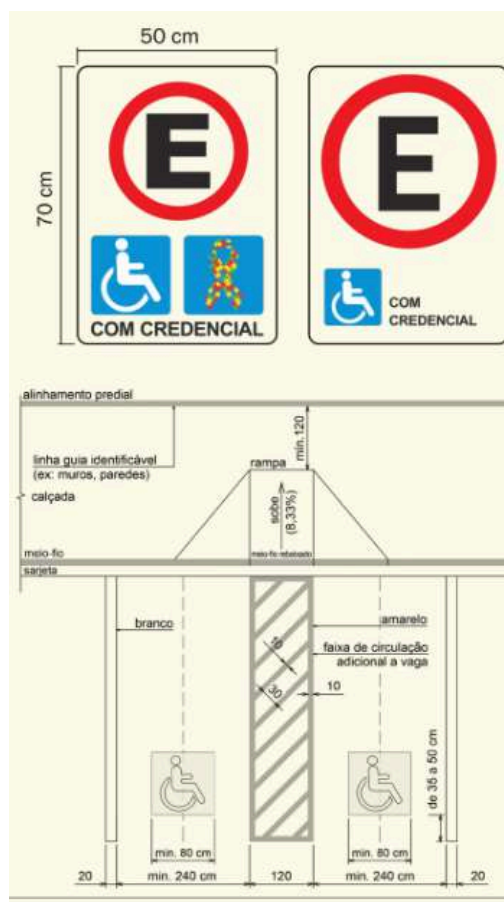 50 cm
70 cm
E
E
COM CREDENCIAL
COM
CREDENCIAL
alinhamento predial
linha guia identificável
(ex: muros, paredes)
calçada
rampa
mín.120
sobe
(8,33%)
meio-fio
meio-fio rebaixado
sarjeta
branco
amarelo
faixa de circulação
adicional a vaga
10
30
10
de 35 a 50 cm
min. 80 cm
min. 80 cm
20
min. 240 cm
120
min. 240 cm
20